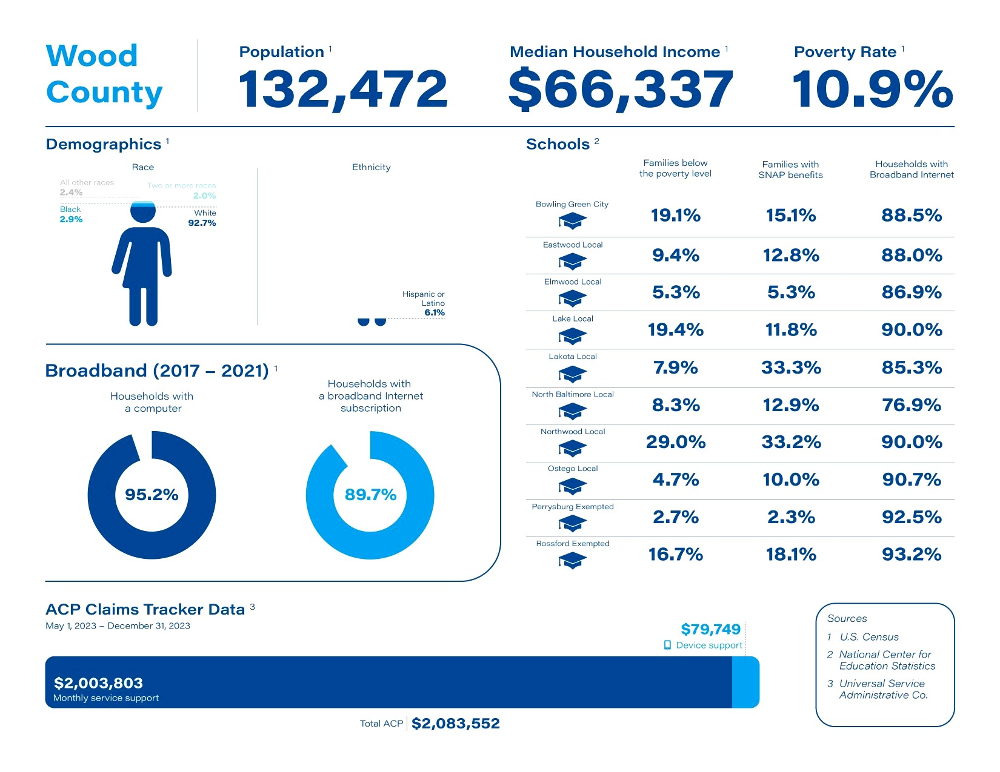 Wood
County
Population 1
132,472
Median Household Income 1
$66,337
Poverty Rate 1
10.9%
Demographics 1
Race
All other races
2.4%
Two or more races
2.0%
Black
2.9%
White
92.7%
Ethnicity
Hispanic or
Latino
6.1%
Broadband (2017 – 2021) 1
Households with
a computer
95.2%
Households with
a broadband Internet
subscription
89.7%
Schools 2
Families below
the poverty level
Families with
SNAP benefits
Households with
Broadband Internet
Bowling Green City
19.1% 15.1% 88.5%
Eastwood Local
9.4% 12.8% 88.0%
Elmwood Local
5.3% 5.3% 86.9%
Lake Local
19.4% 11.8% 90.0%
Lakota Local
7.9% 33.3% 85.3%
North Baltimore Local
8.3% 12.9% 76.9%
Northwood Local
29.0% 33.2% 90.0%
Ostego Local
4.7% 10.0% 90.7%
Perrysburg Exempted
2.7% 2.3% 92.5%
Rossford Exempted
16.7% 18.1% 93.2%
ACP Claims Tracker Data 3
May 1, 2023 – December 31, 2023
$79,749
Device support
$2,003,803
Monthly service support
Total ACP $2,083,552
Sources
1 U.S. Census
2 National Center for
Education Statistics
3 Universal Service
Administrative Co.